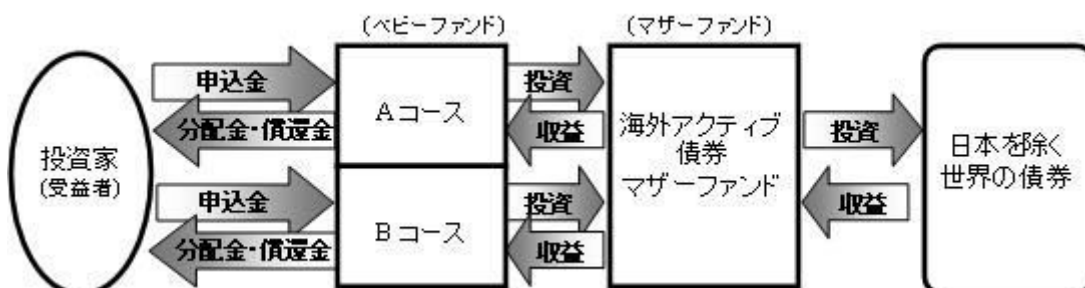 (ベビーファンド)
(マザーファンド)
申込金
分配金・償還金
Aコース
投資
収益
投資家
(受益者)
申込金
分配金・償還金
Bコース
投資
収益
海外アクティブ
債券
マザーファンド
投資
収益
日本を除く
世界の債券